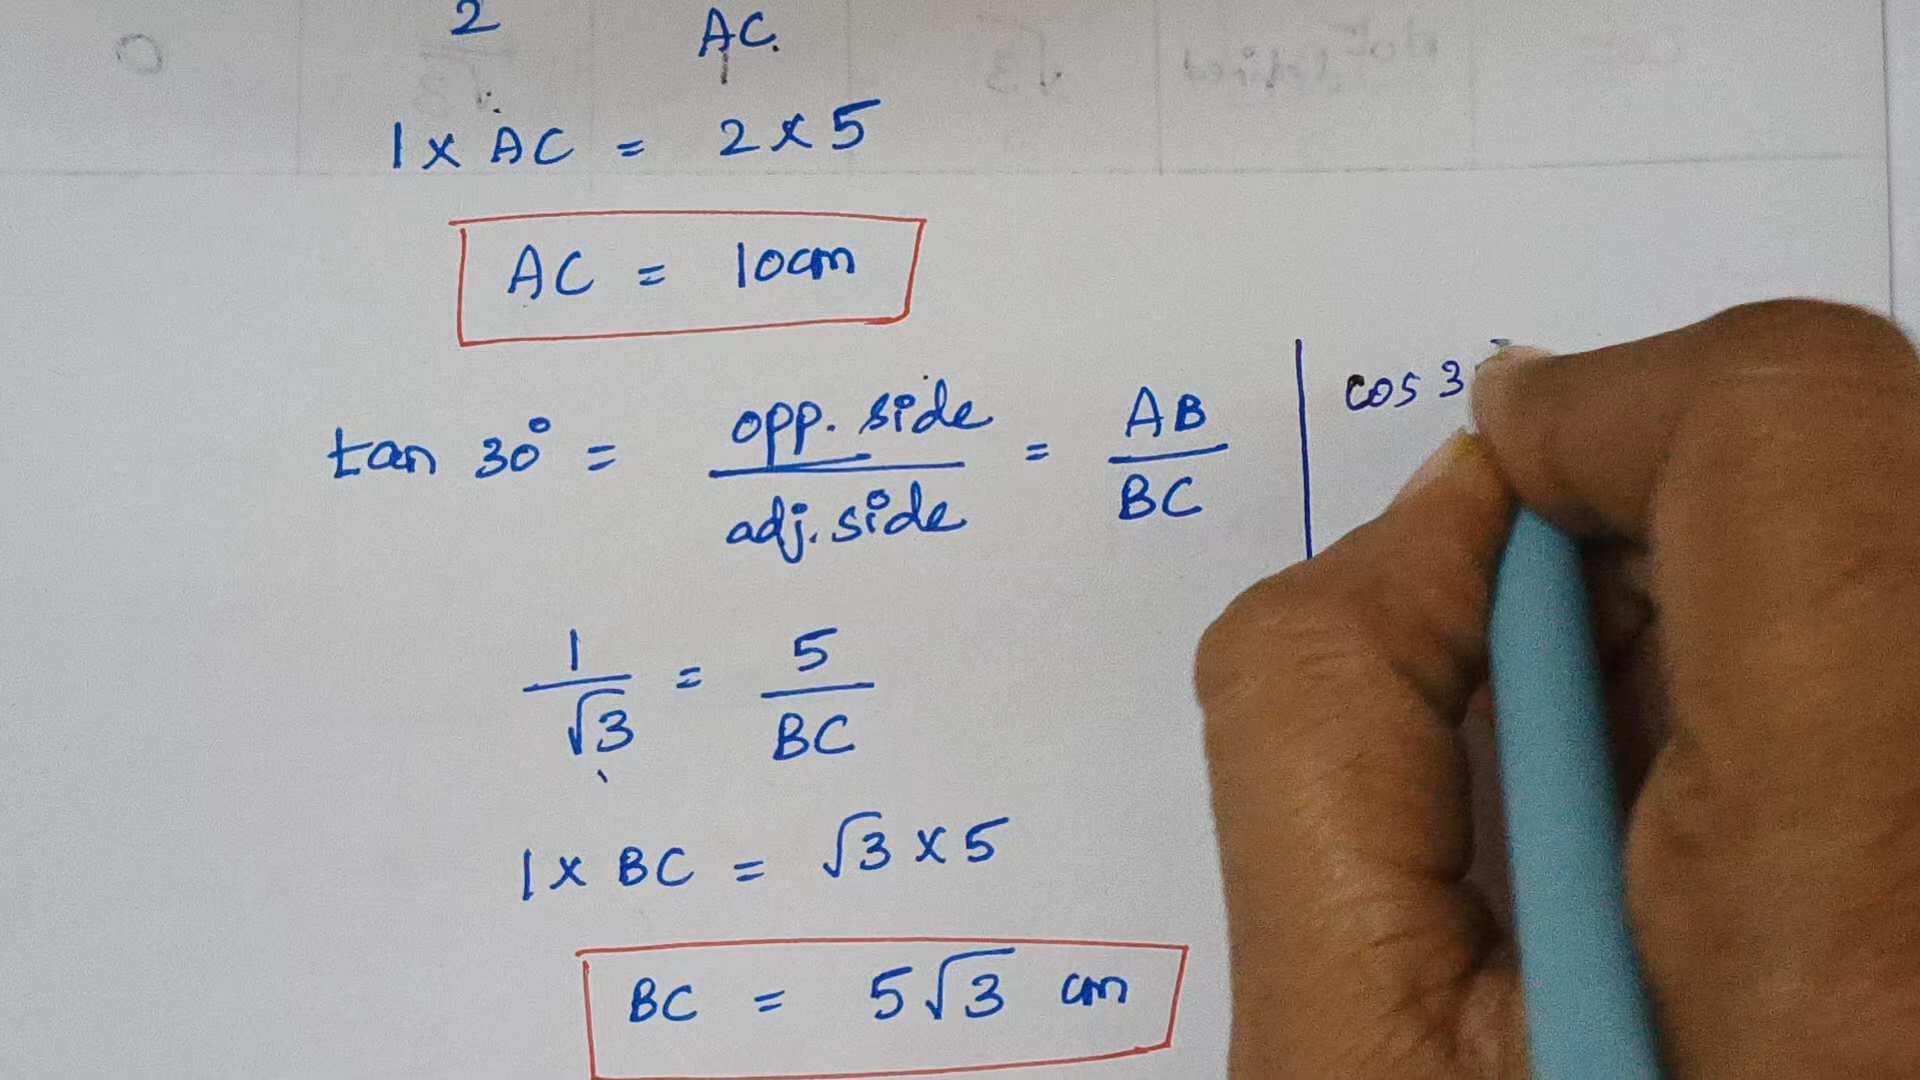 2 AC
1 x AC = 2 x 5
AC = 10cm
tan 30° = opp. side / adj. side = AB / BC
cos 3
1 / √3 = 5 / BC
1 x BC = √3 x 5
BC = 5√3 cm